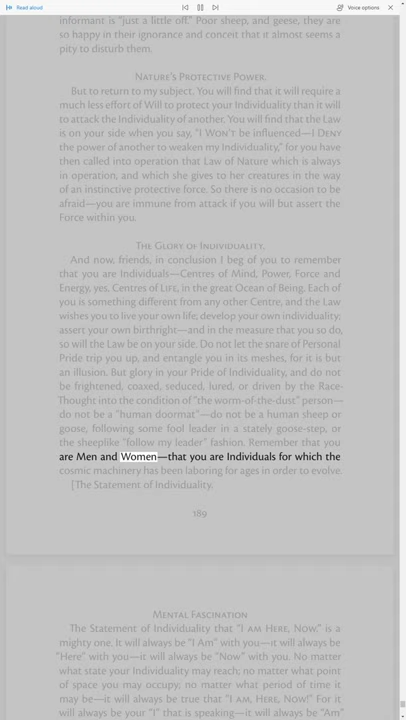 Read aloud
Voice options
informant is "just a little off." Poor sheep, and geese, they are
so happy in their ignorance and conceit that it almost seems a
pity to disturb them.
Nature's Protective Power.
But to return to my subject. You will find that it will require a
much less effort of Will to protect your Individuality than it will
to attack the Individuality of another. You will find that the Law
is on your side when you say, "I Won't be influenced—I Deny
the power of another to weaken my Individuality," for you have
then called into operation that Law of Nature which is always
in operation, and which she gives to her creatures in the way
of an instinctive protective force. So there is no occasion to be
afraid—you are immune from attack if you will but assert the
Force within you.
The Glory of Individuality.
And now, friends, in conclusion I beg of you to remember
that you are Individuals—Centres of Mind, Power, Force and
Energy, yes, Centres of Life, in the great Ocean of Being. Each of
you is something different from any other Centre, and the Law
wishes you to live your own life; develop your own individuality;
assert your own birthright—and in the measure that you so do,
so will the Law be on your side. Do not let the snare of Personal
Pride trip you up, and entangle you in its meshes, for it is but
an illusion. But glory in your Pride of Individuality, and do not
be frightened, coaxed, seduced, lured, or driven by the Race-
Thought into the condition of "the worm-of-the-dust" person—
do not be a "human doormat"—do not be a human sheep or
goose, following some fool leader in a stately goose-step, or
the sheeplike "follow my leader" fashion. Remember that you
are Men and Women—that you are Individuals for which the
cosmic machinery has been laboring for ages in order to evolve.
[The Statement of Individuality.
189
Mental Fascination
The Statement of Individuality that "I am Here, Now." is a
mighty one. It will always be "I Am" with you—it will always be
"Here" with you—it will always be "Now" with you. No matter
what state your Individuality may reach; no matter what point
of space you may occupy; no matter what period of time it
may be—it will always be true that "I am, Here, Now!" For it
will always be your "I" that is speaking—it will always be "Am"